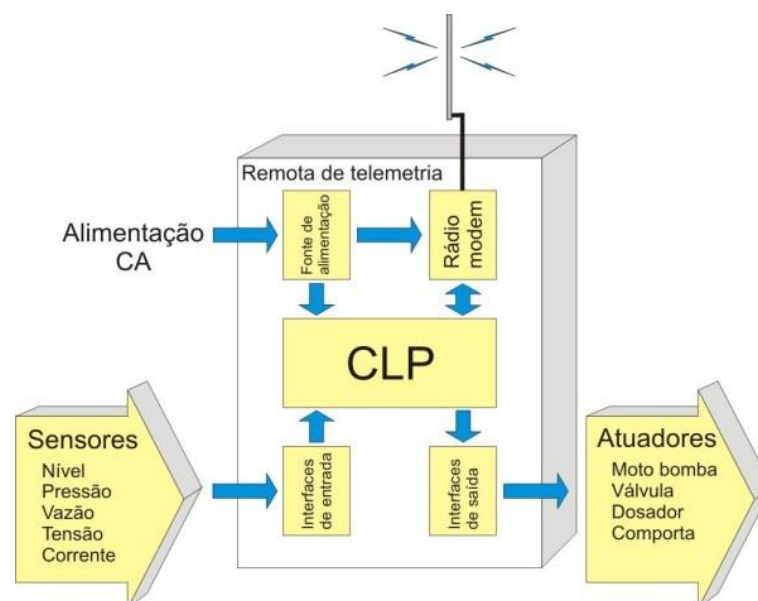 Remota de telemetria
Alimentação
CA
Fonte de
alimentação
Rádio
modem
CLP
Sensores
Nível
Pressão
Vazão
Tensão
Corrente
Interfaces
de entrada
Interfaces
de saída
Atuadores
Moto bomba
Válvula
Dosador
Comporta